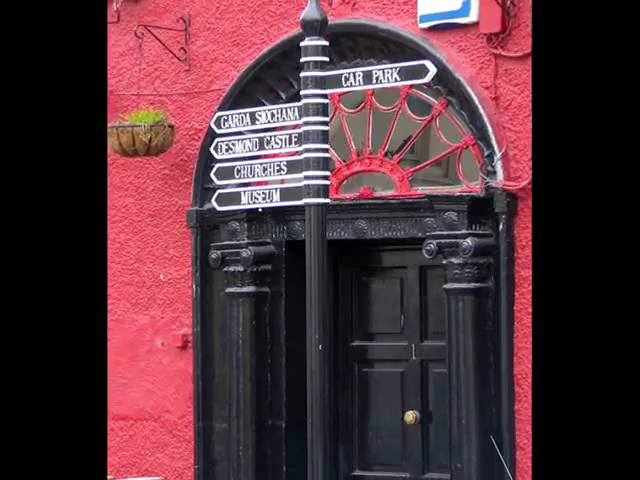 CAR PARK
GARDA SIOCHANA
DESMOND CASTLE
CHURCHES
MUSEUM